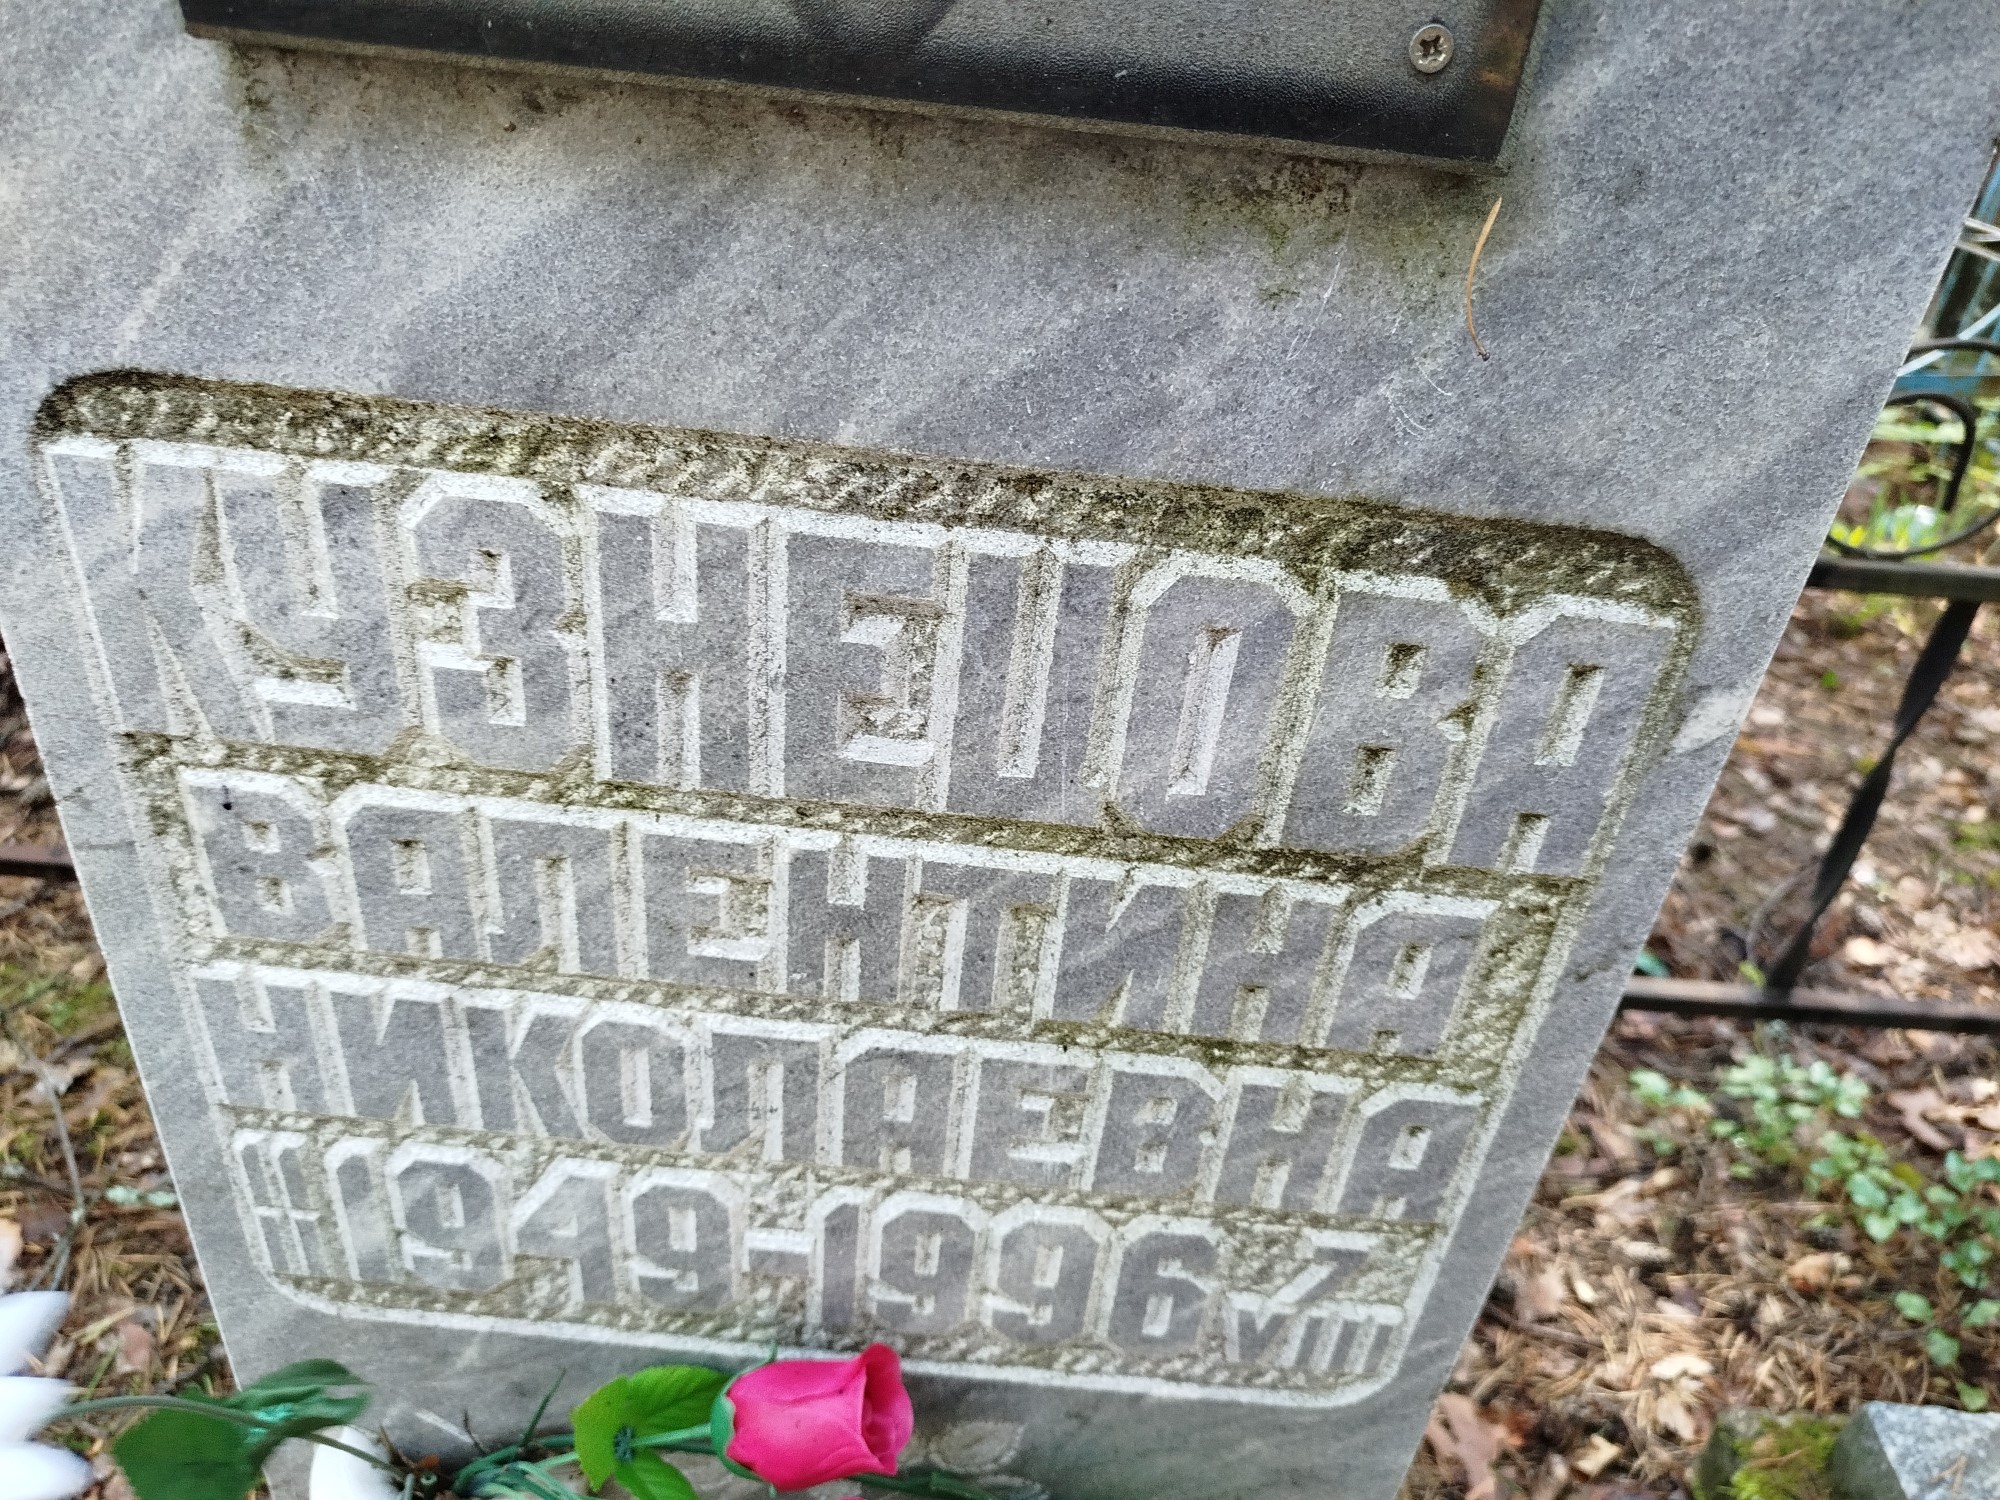 КУЗНЕЦОВА
ВАЛЕНТИНА
НИКОЛАЕВНА
1949-1996 7
VIII